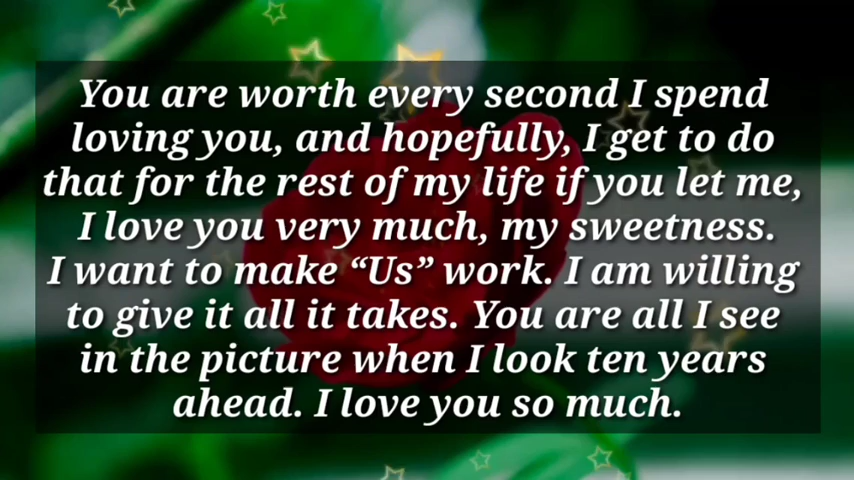 You are worth every second I spend
loving you, and hopefully, I get to do
that for the rest of my life if you let me,
I love you very much, my sweetness.
I want to make “Us” work. I am willing
to give it all it takes. You are all I see
in the picture when I look ten years
ahead. I love you so much.